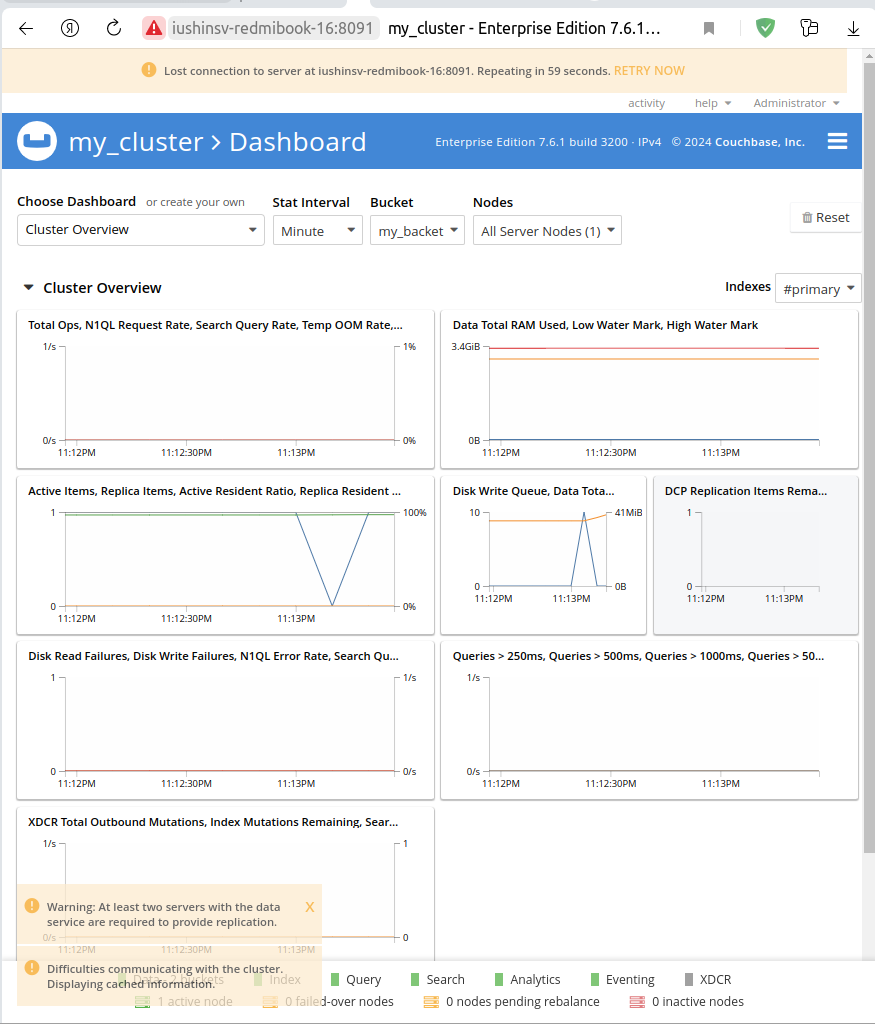 iushinsv-redmibook-16:8091 my_cluster - Enterprise Edition 7.6.1...
Lost connection to server at iushinsv-redmibook-16:8091. Repeating in 59 seconds. RETRY NOW
activity help Administrator
my_cluster > Dashboard Enterprise Edition 7.6.1 build 3200 · IPv4 © 2024 Couchbase, Inc.
Choose Dashboard or create your own Stat Interval Bucket Nodes
Cluster Overview Minute my_backet All Server Nodes (1) Reset
Cluster Overview Indexes #primary
Total Ops, N1QL Request Rate, Search Query Rate, Temp OOM Rate,...
1/s 1%
0/s 0%
11:12PM 11:12:30PM 11:13PM
Data Total RAM Used, Low Water Mark, High Water Mark
3.4GiB
0B
11:12PM 11:12:30PM 11:13PM
Active Items, Replica Items, Active Resident Ratio, Replica Resident ...
1 100%
0 0%
11:12PM 11:12:30PM 11:13PM
Disk Write Queue, Data Tota...
10 41MiB
0 0B
11:12PM 11:13PM
DCP Replication Items Rema...
1
0
11:12PM 11:13PM
Disk Read Failures, Disk Write Failures, N1QL Error Rate, Search Qu...
1 1/s
0 0/s
11:12PM 11:12:30PM 11:13PM
Queries > 250ms, Queries > 500ms, Queries > 1000ms, Queries > 50...
1/s
0/s
11:12PM 11:12:30PM 11:13PM
XDCR Total Outbound Mutations, Index Mutations Remaining, Sear...
1/s 1
0/s 0
11:12PM 11:12:30PM 11:13PM
Warning: At least two servers with the data X
service are required to provide replication.
Difficulties communicating with the cluster.
Displaying cached information.
Data 2 buckets Index Query Search Analytics Eventing XDCR
1 active node 0 failed-over nodes 0 nodes pending rebalance 0 inactive nodes